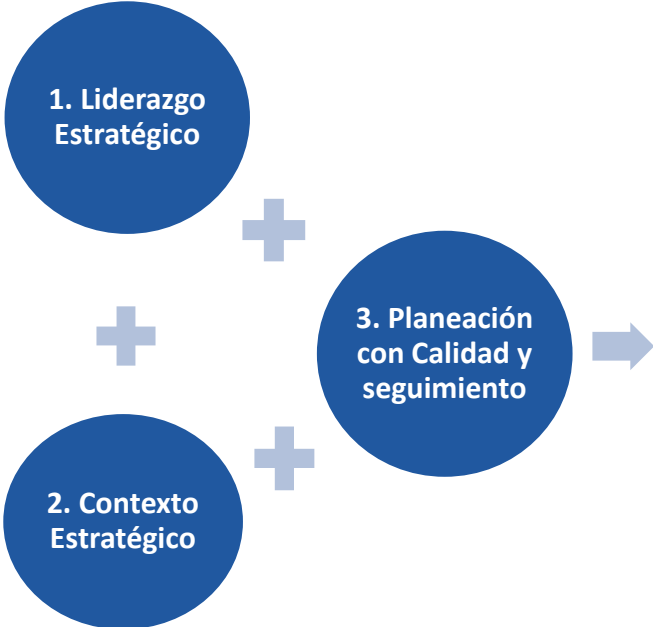 1. Liderazgo
Estratégico
3. Planeación
con Calidad y
seguimiento
2. Contexto
Estratégico